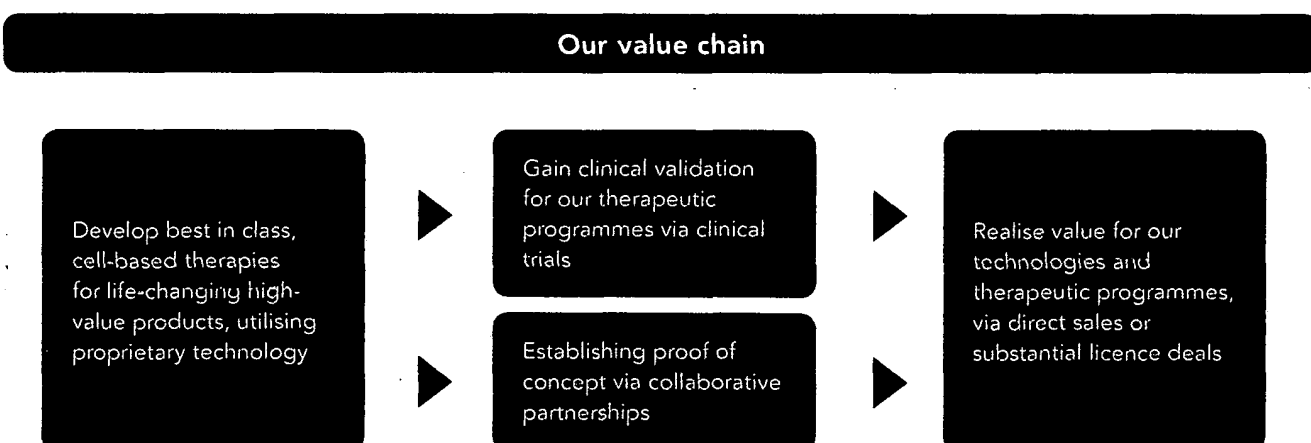 Our value chain
Develop best in class,
cell-based therapies
for life-changing high-
value products, utilising
proprietary technology
Gain clinical validation
for our therapeutic
programmes via clinical
trials
Establishing proof of
concept via collaborative
partnerships
Realise value for our
technologies and
therapeutic programmes,
via direct sales or
substantial licence deals